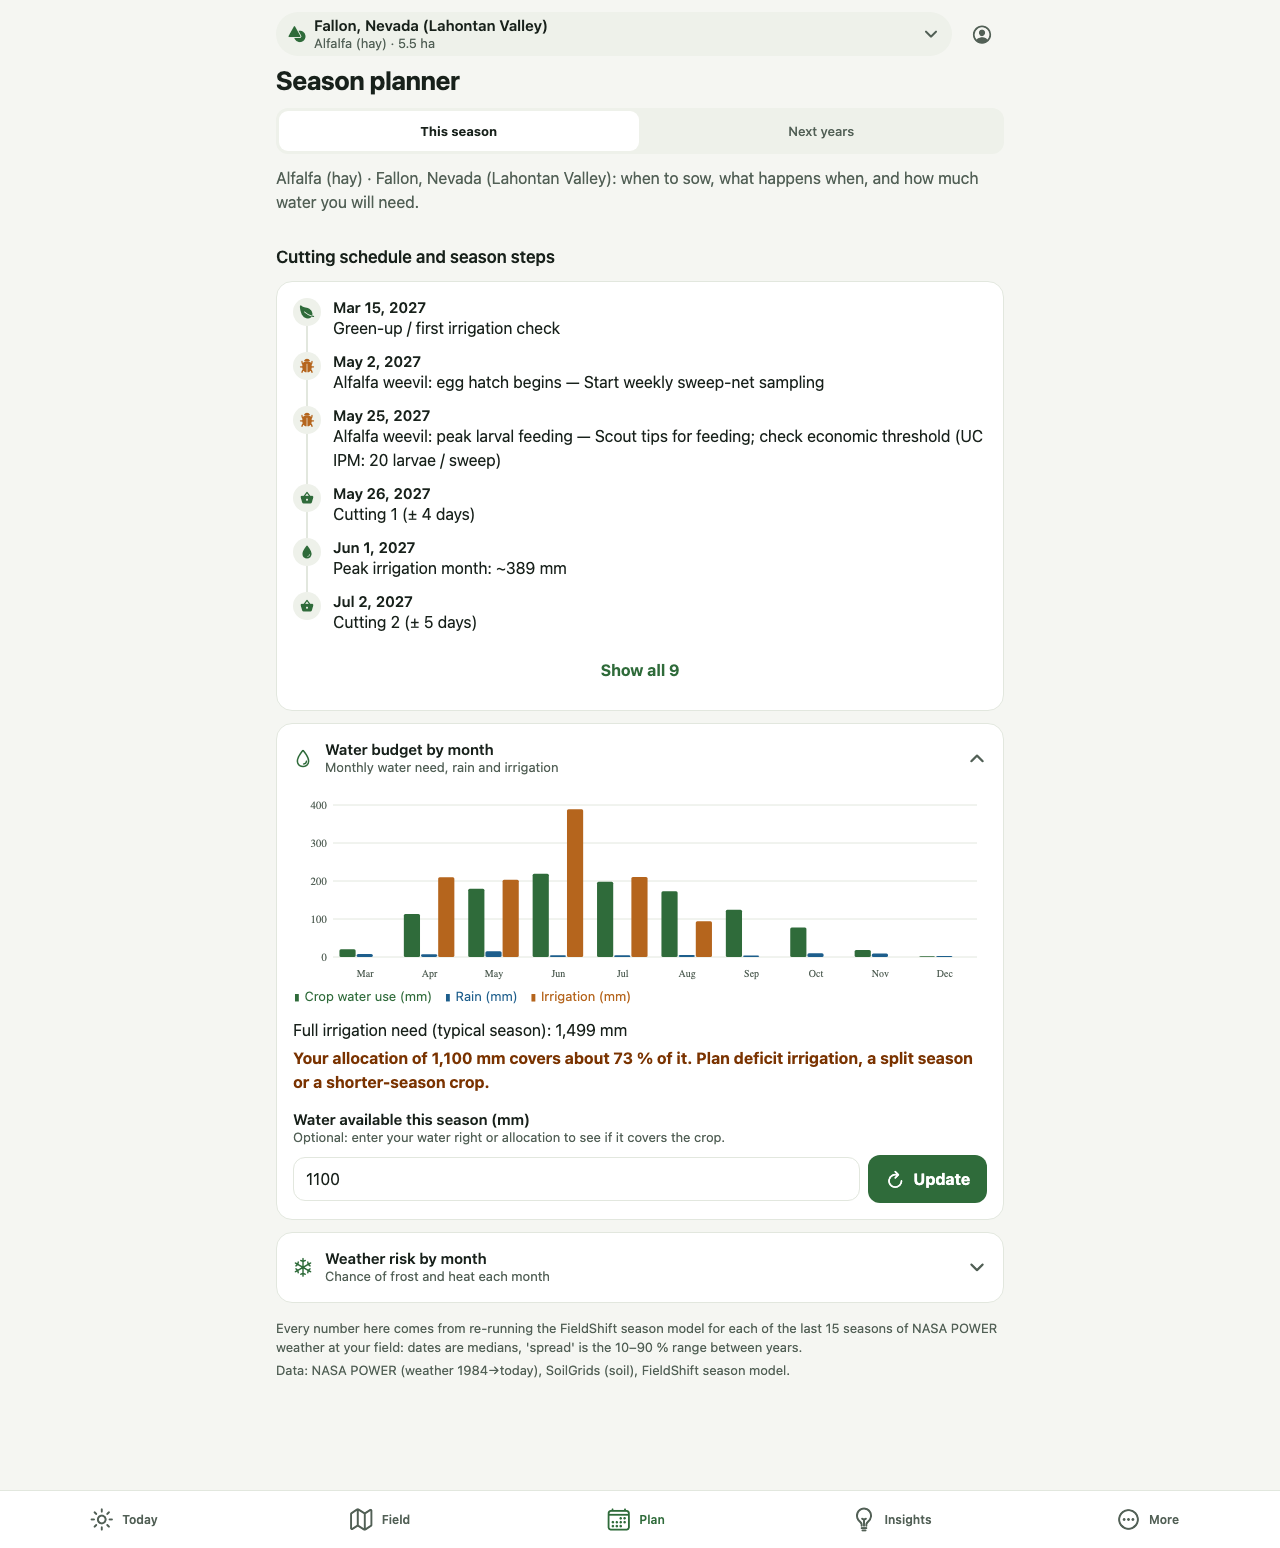 Fallon, Nevada (Lahontan Valley)
Alfalfa (hay) · 5.5 ha
Season planner
This season
Next years
Alfalfa (hay) · Fallon, Nevada (Lahontan Valley): when to sow, what happens when, and how much
water you will need.
Cutting schedule and season steps
Mar 15, 2027
Green-up / first irrigation check
May 2, 2027
Alfalfa weevil: egg hatch begins — Start weekly sweep-net sampling
May 25, 2027
Alfalfa weevil: peak larval feeding — Scout tips for feeding; check economic threshold (UC
IPM: 20 larvae / sweep)
May 26, 2027
Cutting 1 (± 4 days)
Jun 1, 2027
Peak irrigation month: ~389 mm
Jul 2, 2027
Cutting 2 (± 5 days)
Show all 9
Water budget by month
Monthly water need, rain and irrigation
400
300
200
100
0
Mar Apr May Jun Jul Aug Sep Oct Nov Dec
Crop water use (mm) Rain (mm) Irrigation (mm)
Full irrigation need (typical season): 1,499 mm
Your allocation of 1,100 mm covers about 73 % of it. Plan deficit irrigation, a split season
or a shorter-season crop.
Water available this season (mm)
Optional: enter your water right or allocation to see if it covers the crop.
1100
Update
Weather risk by month
Chance of frost and heat each month
Every number here comes from re-running the FieldShift season model for each of the last 15 seasons of NASA POWER
weather at your field: dates are medians, 'spread' is the 10–90 % range between years.
Data: NASA POWER (weather 1984→today), SoilGrids (soil), FieldShift season model.
Today
Field
Plan
Insights
More